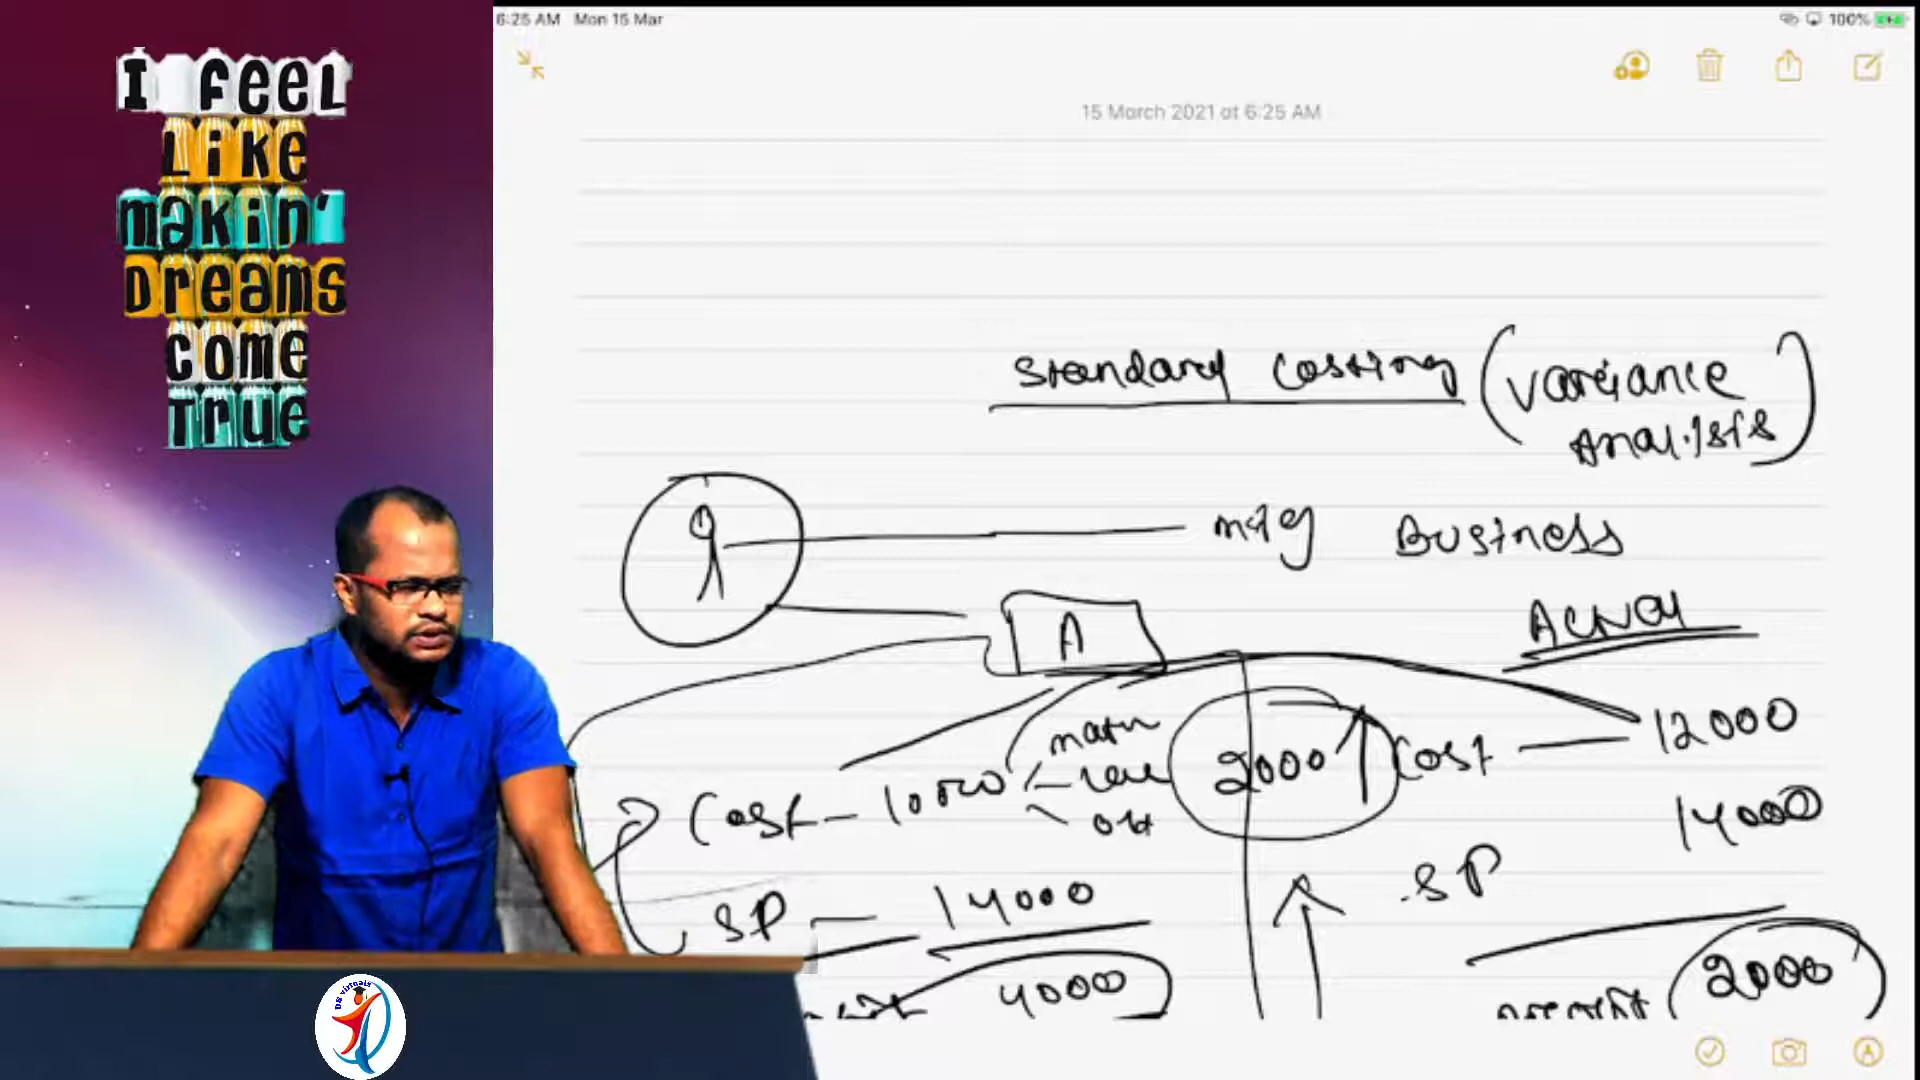 6:25 AM Mon 15 Mar
100%
I feel
Like
makin'
Dreams
come
True
15 March 2021 at 6:25 AM
Standard Costing (Variance
Analysis)
mfg Business
A
Actual
12000
2000 Cost
Cost - 10000
14000
SP - 14000
SP
4000
2000
DS virtuals